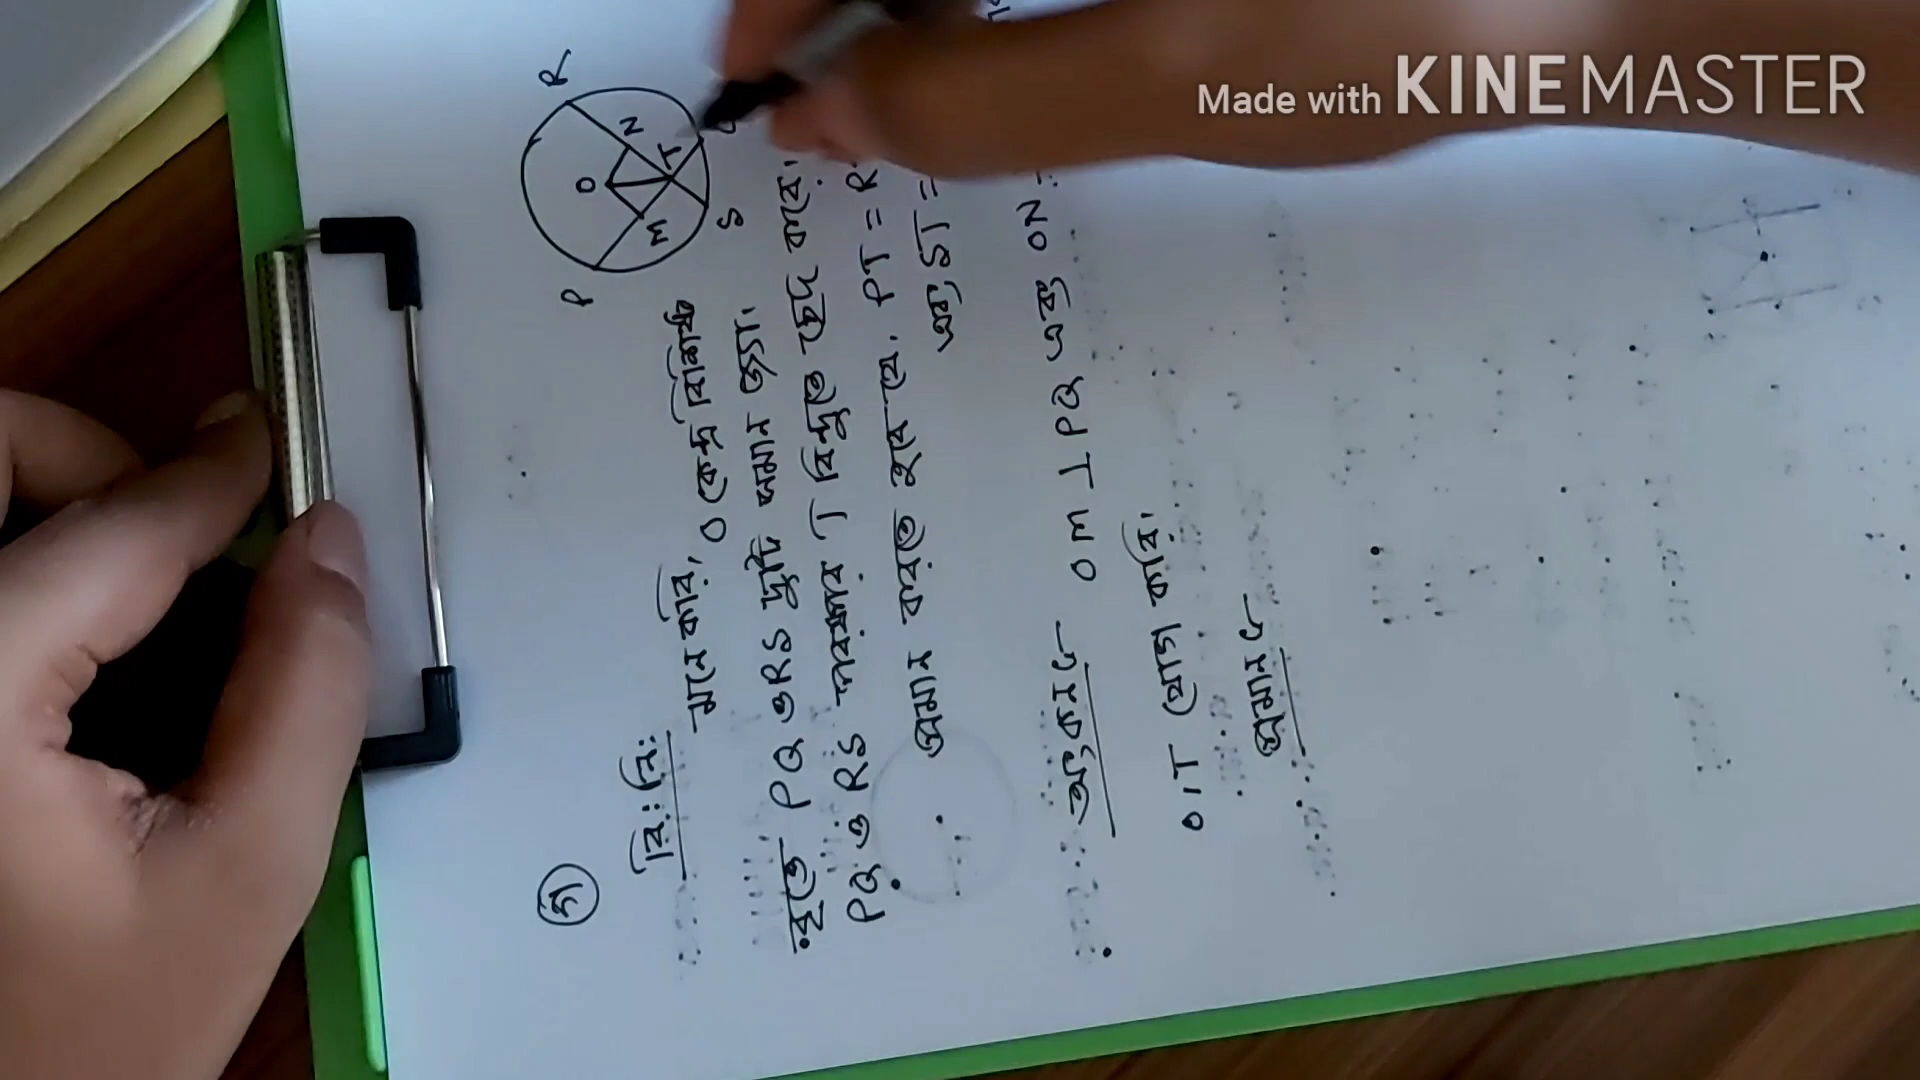 Made with KINEMASTER
গ
বি: নি:
মনে করি, O কেন্দ্র বিশিষ্ট
বৃত্তে PQ ও RS দুটি সমান জ্যা।
PQ ও RS পরস্পর T বিন্দুতে ছেদ করে।
প্রমান করতে হবে যে, PT = R
এবং ST =
অংকন:- OM ⊥ PQ এবং ON
O,T যোগ করি।
প্রমান:-
R
N
O
T
M
S
P